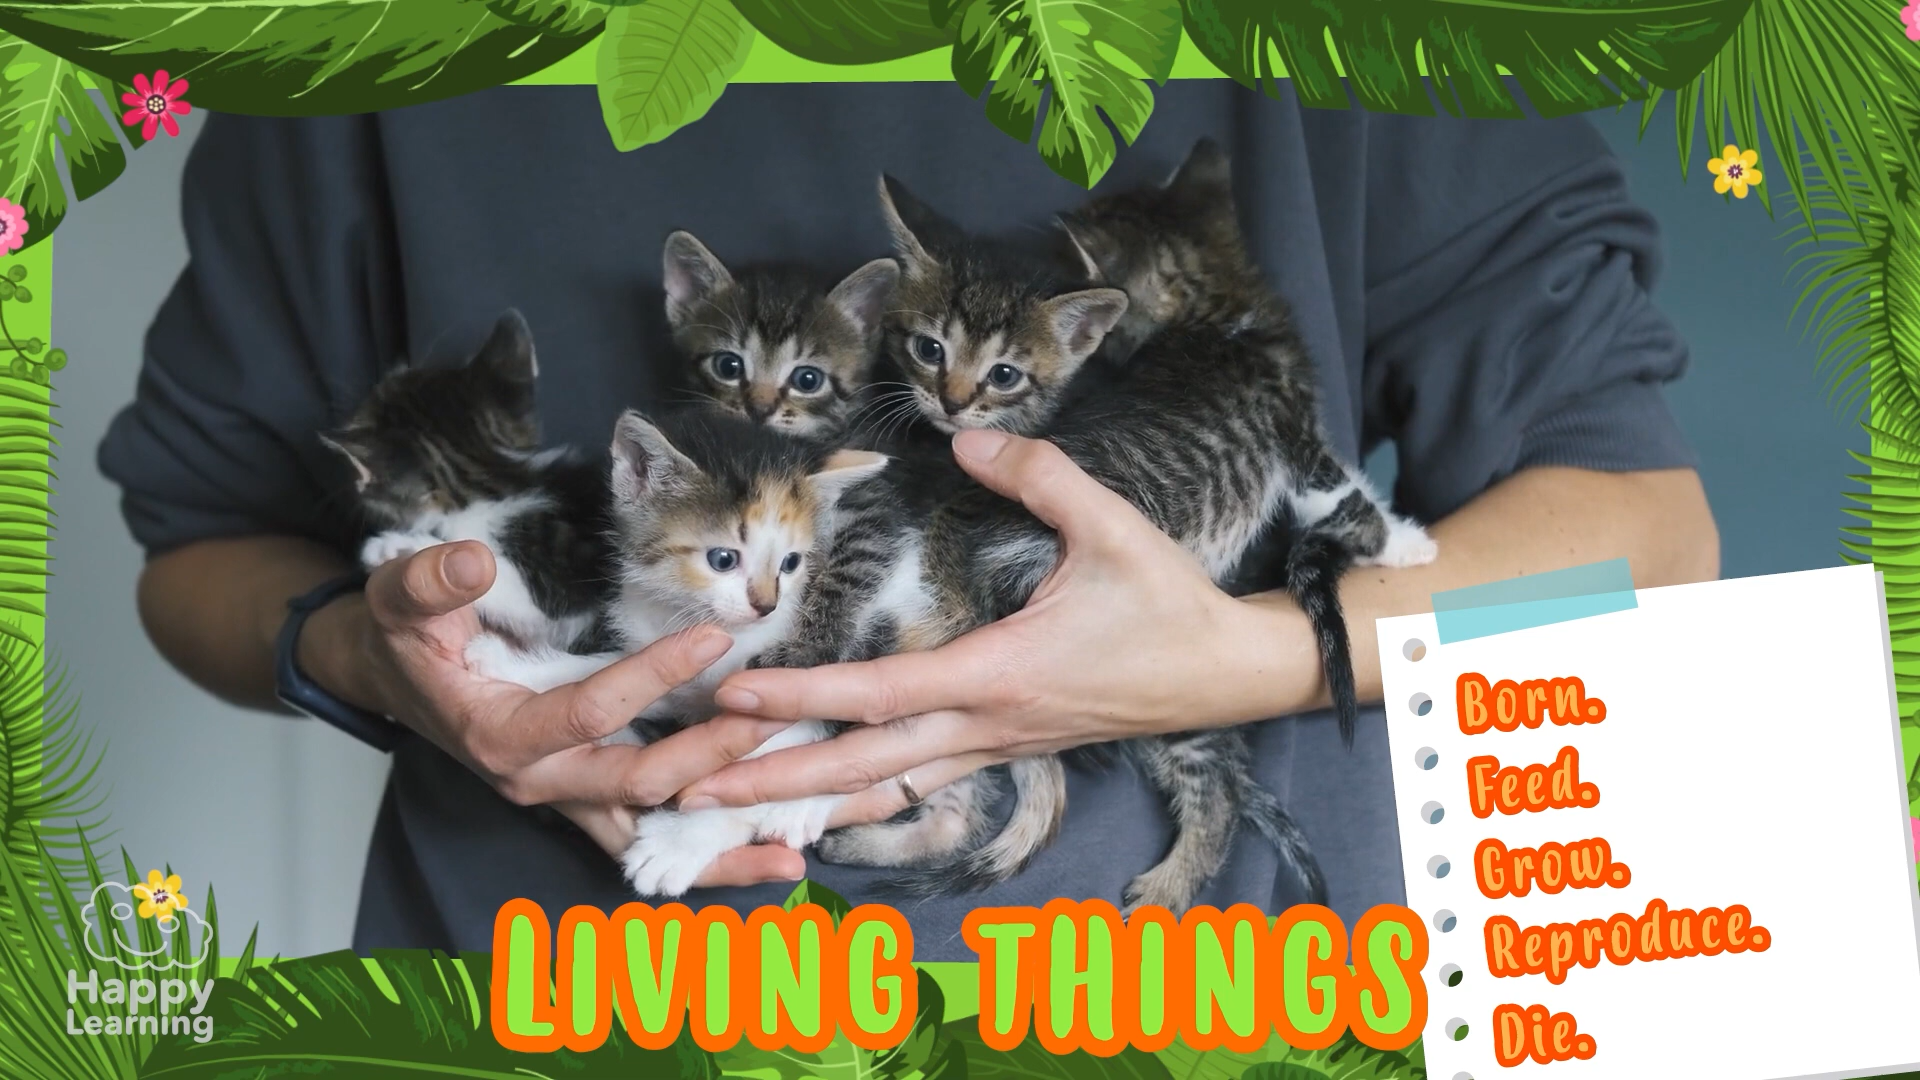 Born.
Feed.
Grow.
Reproduce.
Die.
LIVING THINGS
Happy
Learning